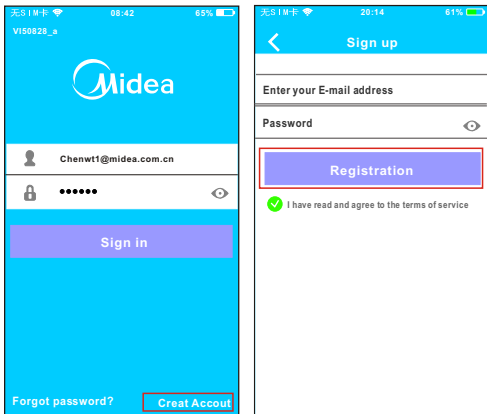 无SIM卡 08:42 65%
VI50828_a
Midea
Chenwt1@midea.com.cn
••••••
Sign in
Forgot password? Creat Accout
无SIM卡 20:14 61%
Sign up
Enter your E-mail address
Password
Registration
I have read and agree to the terms of service